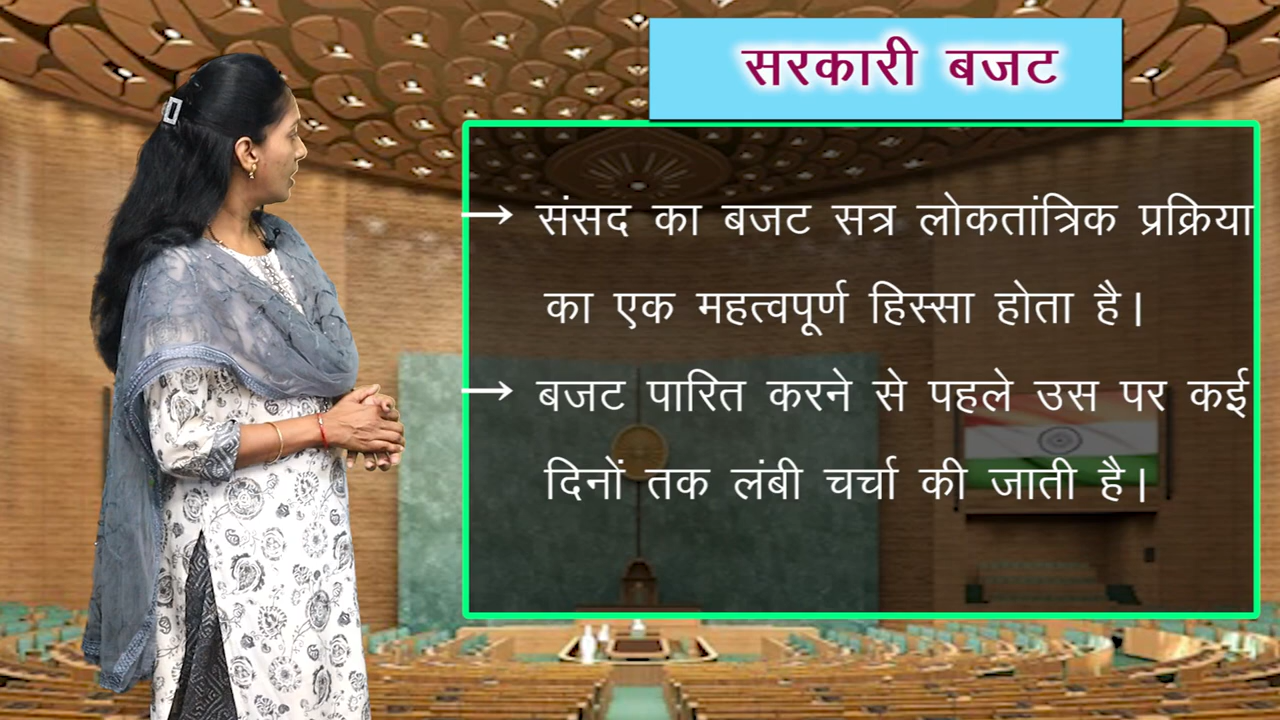 सरकारी बजट
→ संसद का बजट सत्र लोकतांत्रिक प्रक्रिया
का एक महत्वपूर्ण हिस्सा होता है।
→ बजट पारित करने से पहले उस पर कई
दिनों तक लंबी चर्चा की जाती है।